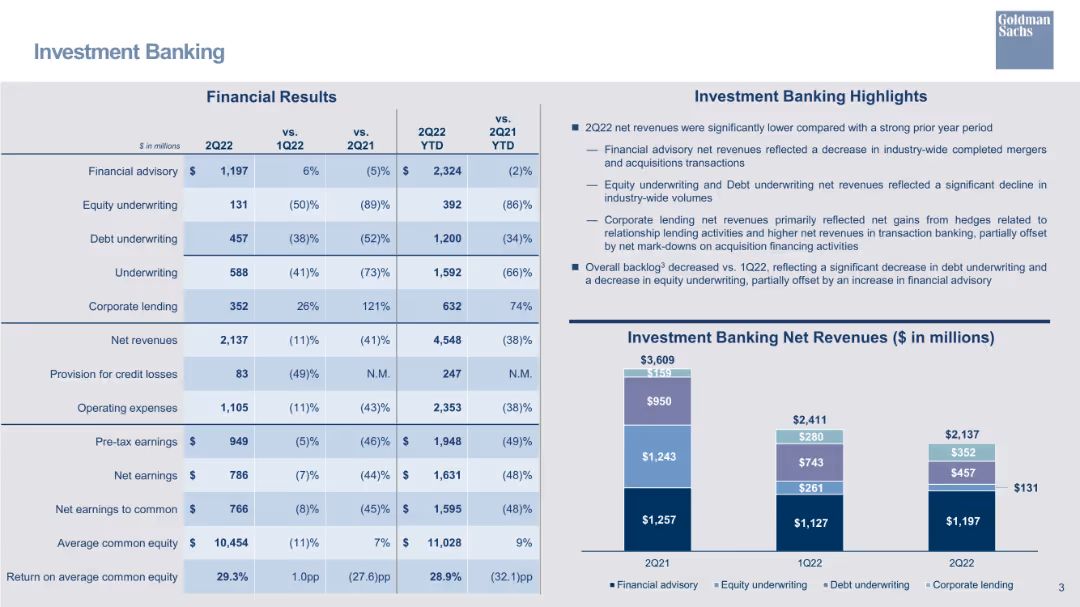 Goldman
Sachs
Investment Banking
Financial Results
$ in millions 2Q22 vs. 1Q22 vs. 2Q21 2Q22 YTD vs. 2Q21 YTD
Financial advisory $ 1,197 6% (5)% $ 2,324 (2)%
Equity underwriting 131 (50)% (89)% 392 (86)%
Debt underwriting 457 (38)% (52)% 1,200 (34)%
Underwriting 588 (41)% (73)% 1,592 (66)%
Corporate lending 352 26% 121% 632 74%
Net revenues 2,137 (11)% (41)% 4,548 (38)%
Provision for credit losses 83 (49)% N.M. 247 N.M.
Operating expenses 1,105 (11)% (43)% 2,353 (38)%
Pre-tax earnings $ 949 (5)% (46)% $ 1,948 (49)%
Net earnings $ 786 (7)% (44)% $ 1,631 (48)%
Net earnings to common $ 766 (8)% (45)% $ 1,595 (48)%
Average common equity $ 10,454 (11)% 7% $ 11,028 9%
Return on average common equity 29.3% 1.0pp (27.6)pp 28.9% (32.1)pp
Investment Banking Highlights
■ 2Q22 net revenues were significantly lower compared with a strong prior year period
— Financial advisory net revenues reflected a decrease in industry-wide completed mergers
and acquisitions transactions
— Equity underwriting and Debt underwriting net revenues reflected a significant decline in
industry-wide volumes
— Corporate lending net revenues primarily reflected net gains from hedges related to
relationship lending activities and higher net revenues in transaction banking, partially offset
by net mark-downs on acquisition financing activities
■ Overall backlog³ decreased vs. 1Q22, reflecting a significant decrease in debt underwriting and
a decrease in equity underwriting, partially offset by an increase in financial advisory
Investment Banking Net Revenues ($ in millions)
$3,609
$159
$950
$1,243
$1,257
$2,411
$280
$743
$261
$1,127
$2,137
$352
$457
$131
$1,197
2Q21 1Q22 2Q22
■ Financial advisory ■ Equity underwriting ■ Debt underwriting ■ Corporate lending
3